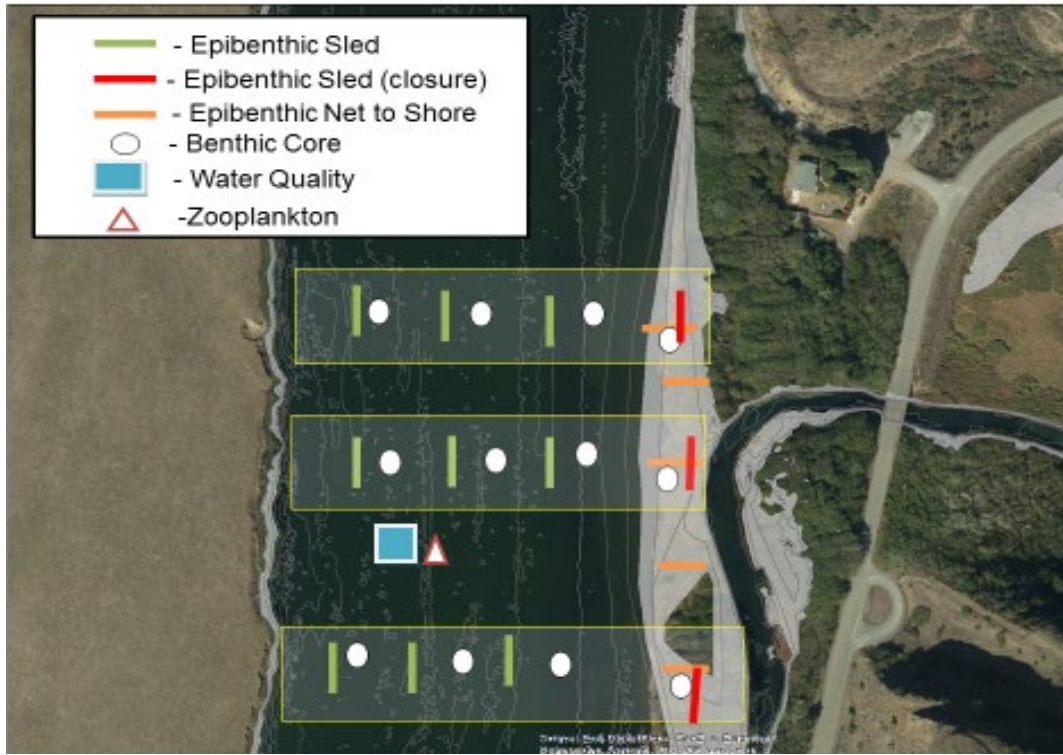 - Epibenthic Sled
- Epibenthic Sled (closure)
- Epibenthic Net to Shore
- Benthic Core
- Water Quality
-Zooplankton